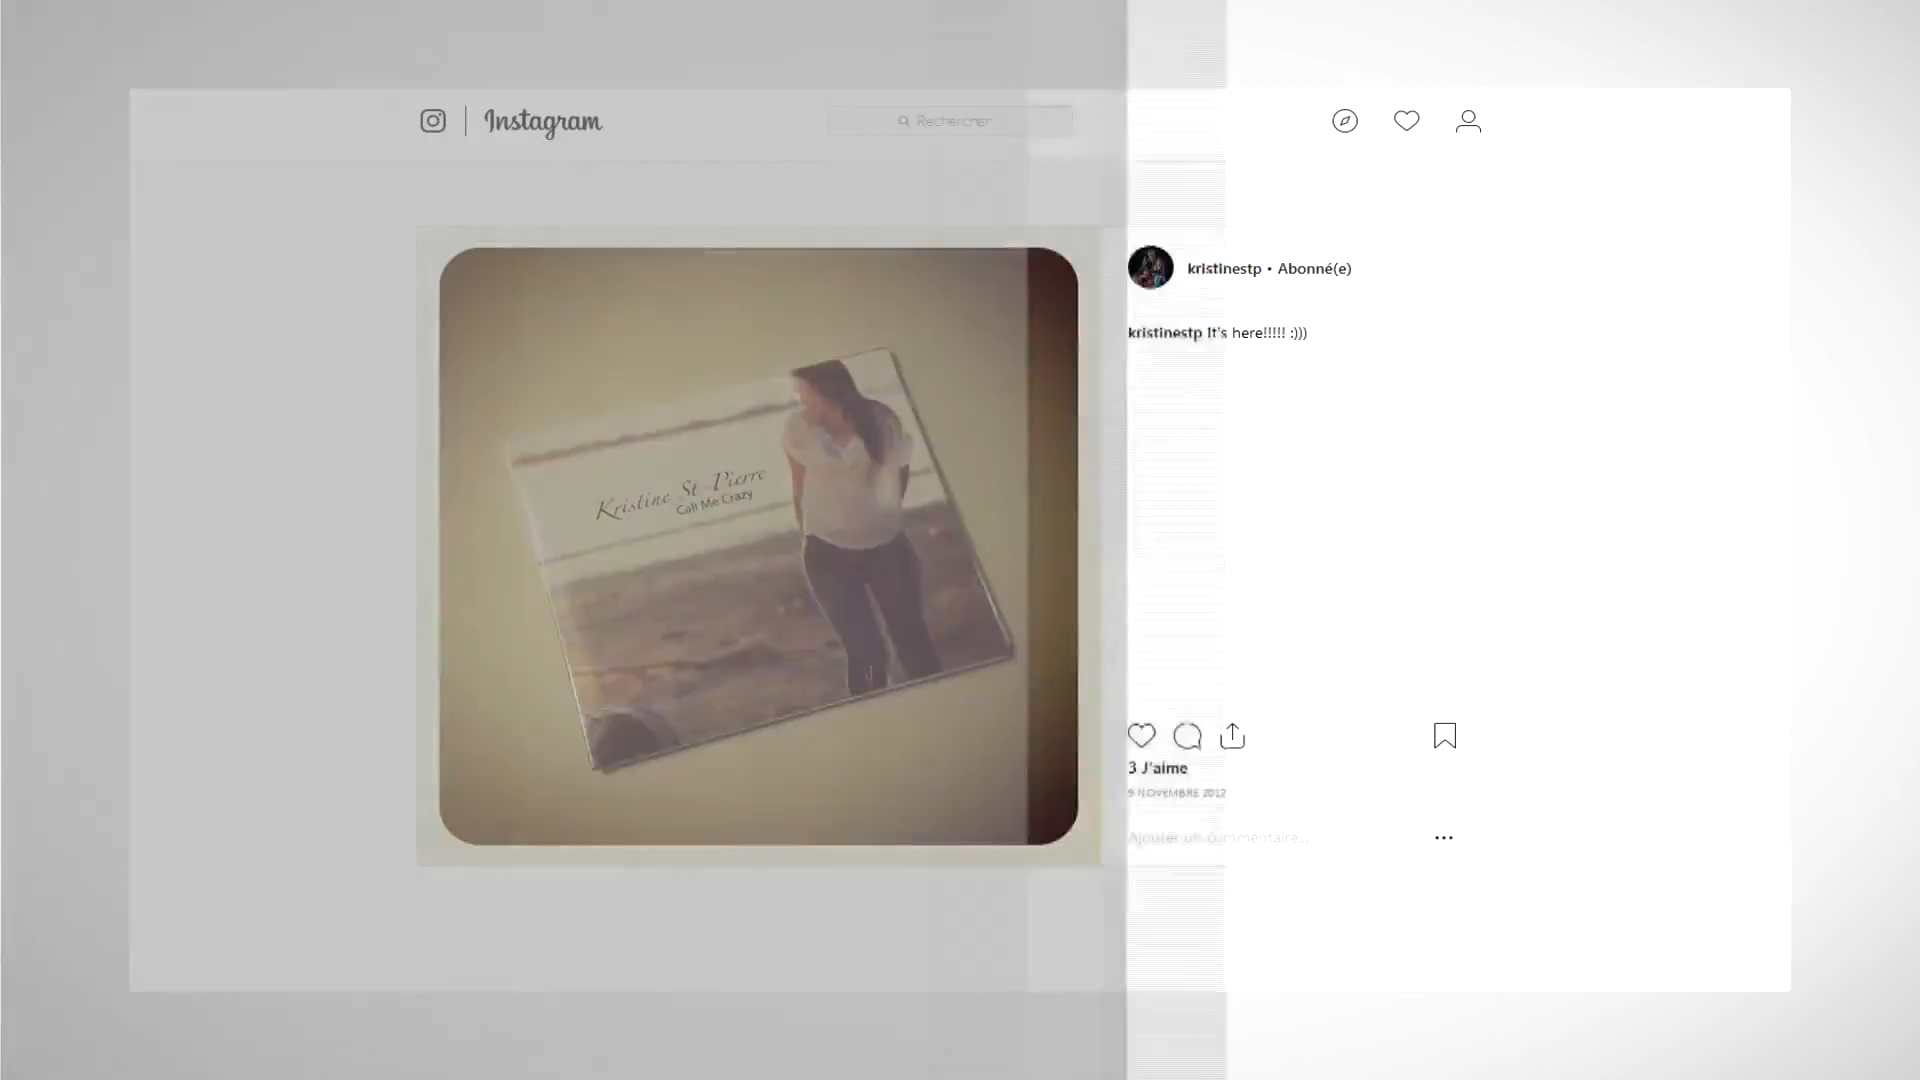 Instagram
Rechercher
kristinestp • Abonné(e)
kristinestp It's here!!!!! :)))
Kristine St-Pierre
Call Me Crazy
3 J'aime
9 NOVEMBRE 2012
Ajouter un commentaire...